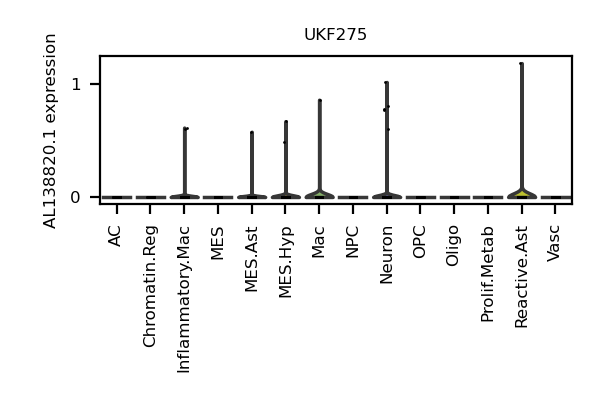 UKF275
AL138820.1 expression
1
0
AC
Chromatin.Reg
Inflammatory.Mac
MES
MES.Ast
MES.Hyp
Mac
NPC
Neuron
OPC
Oligo
Prolif.Metab
Reactive.Ast
Vasc